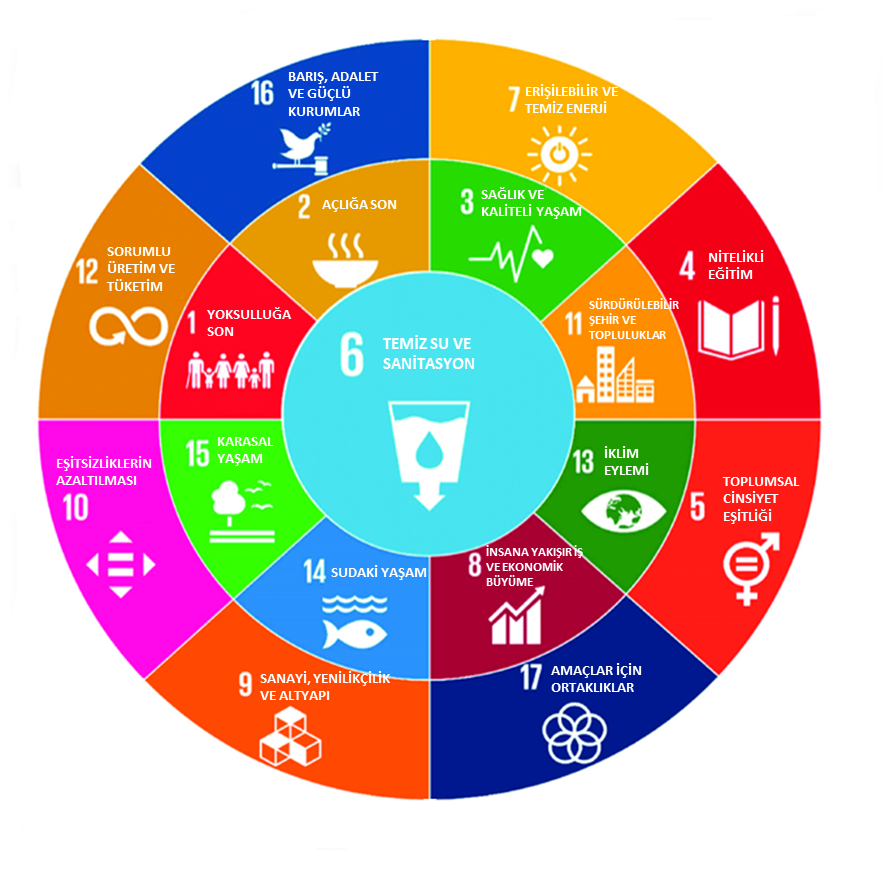 16
BARIŞ, ADALET
VE GÜÇLÜ
KURUMLAR
7
ERİŞİLEBİLİR VE
TEMİZ ENERJİ
2
AÇLIĞA SON
3
SAĞLIK VE
KALİTELİ YAŞAM
12
SORUMLU
ÜRETİM VE
TÜKETİM
4
NİTELİKLİ
EĞİTİM
1
YOKSULLUĞA
SON
11
SÜRDÜRÜLEBİLİR
ŞEHİR VE
TOPLULUKLAR
6
TEMİZ SU VE
SANİTASYON
15
KARASAL
YAŞAM
13
İKLİM
EYLEMİ
EŞİTSİZLİKLERİN
AZALTILMASI
10
5
TOPLUMSAL
CİNSİYET
EŞİTLİĞİ
14
SUDAKİ YAŞAM
8
İNSANA YAKIŞIR İŞ
VE EKONOMİK
BÜYÜME
9
SANAYİ, YENİLİKÇİLİK
VE ALTYAPI
17
AMAÇLAR İÇİN
ORTAKLIKLAR